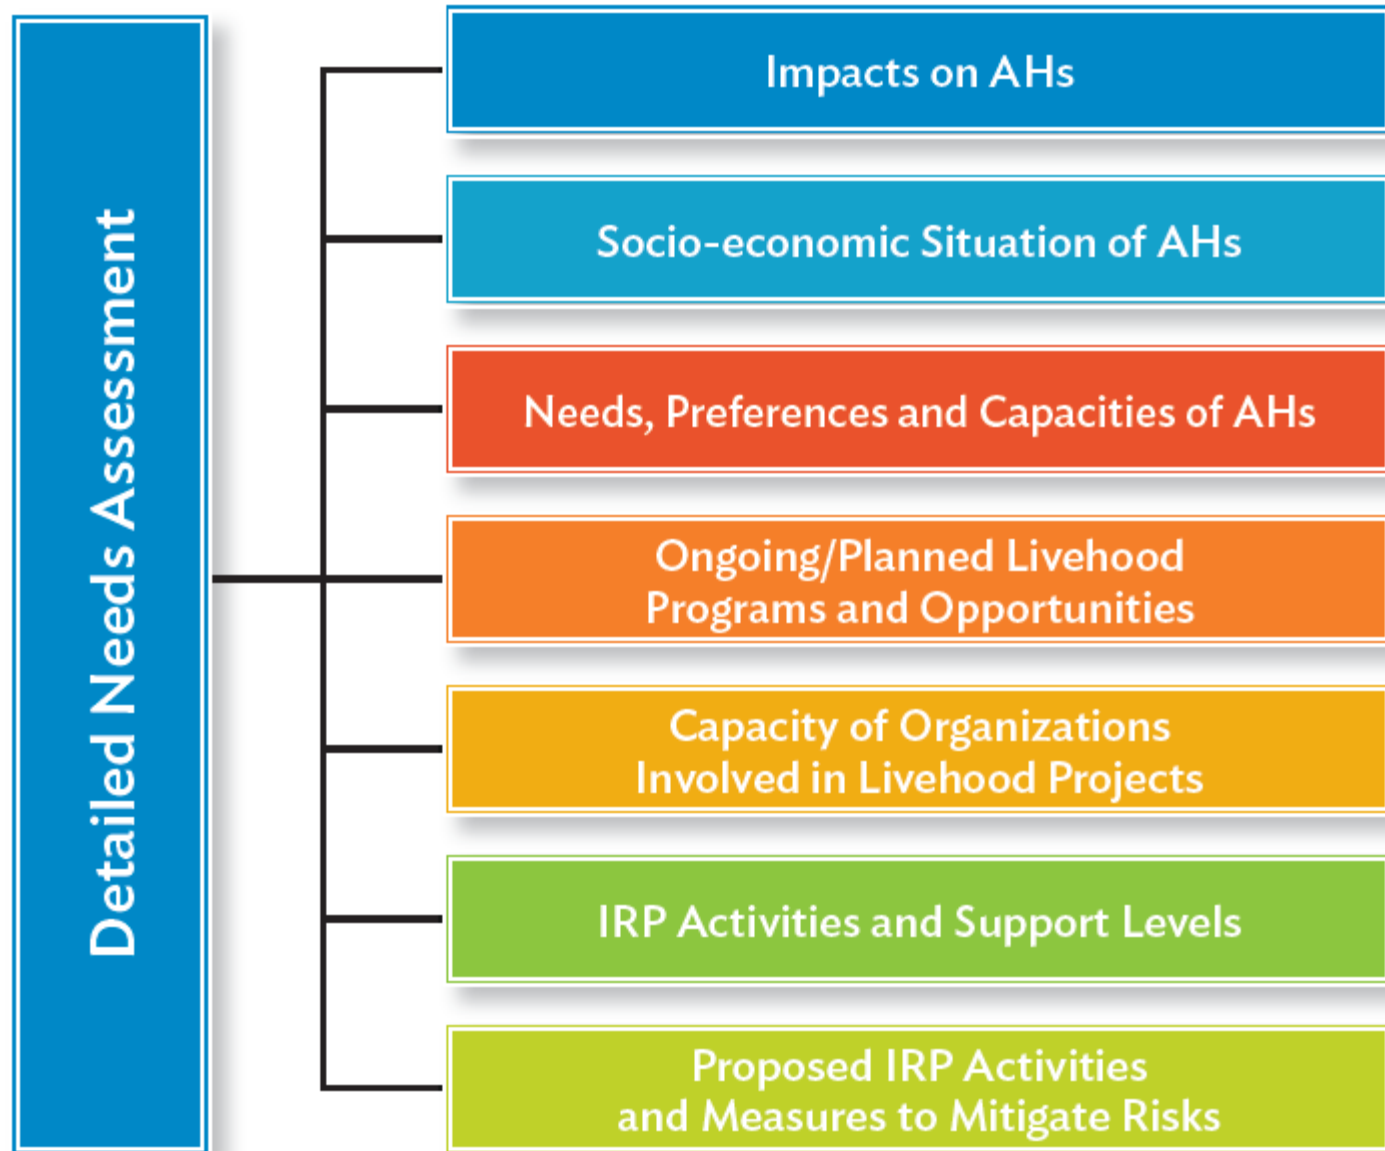 Detailed Needs Assessment
Impacts on AHs
Socio-economic Situation of AHs
Needs, Preferences and Capacities of AHs
Ongoing/Planned Livehood
Programs and Opportunities
Capacity of Organizations
Involved in Livehood Projects
IRP Activities and Support Levels
Proposed IRP Activities
and Measures to Mitigate Risks